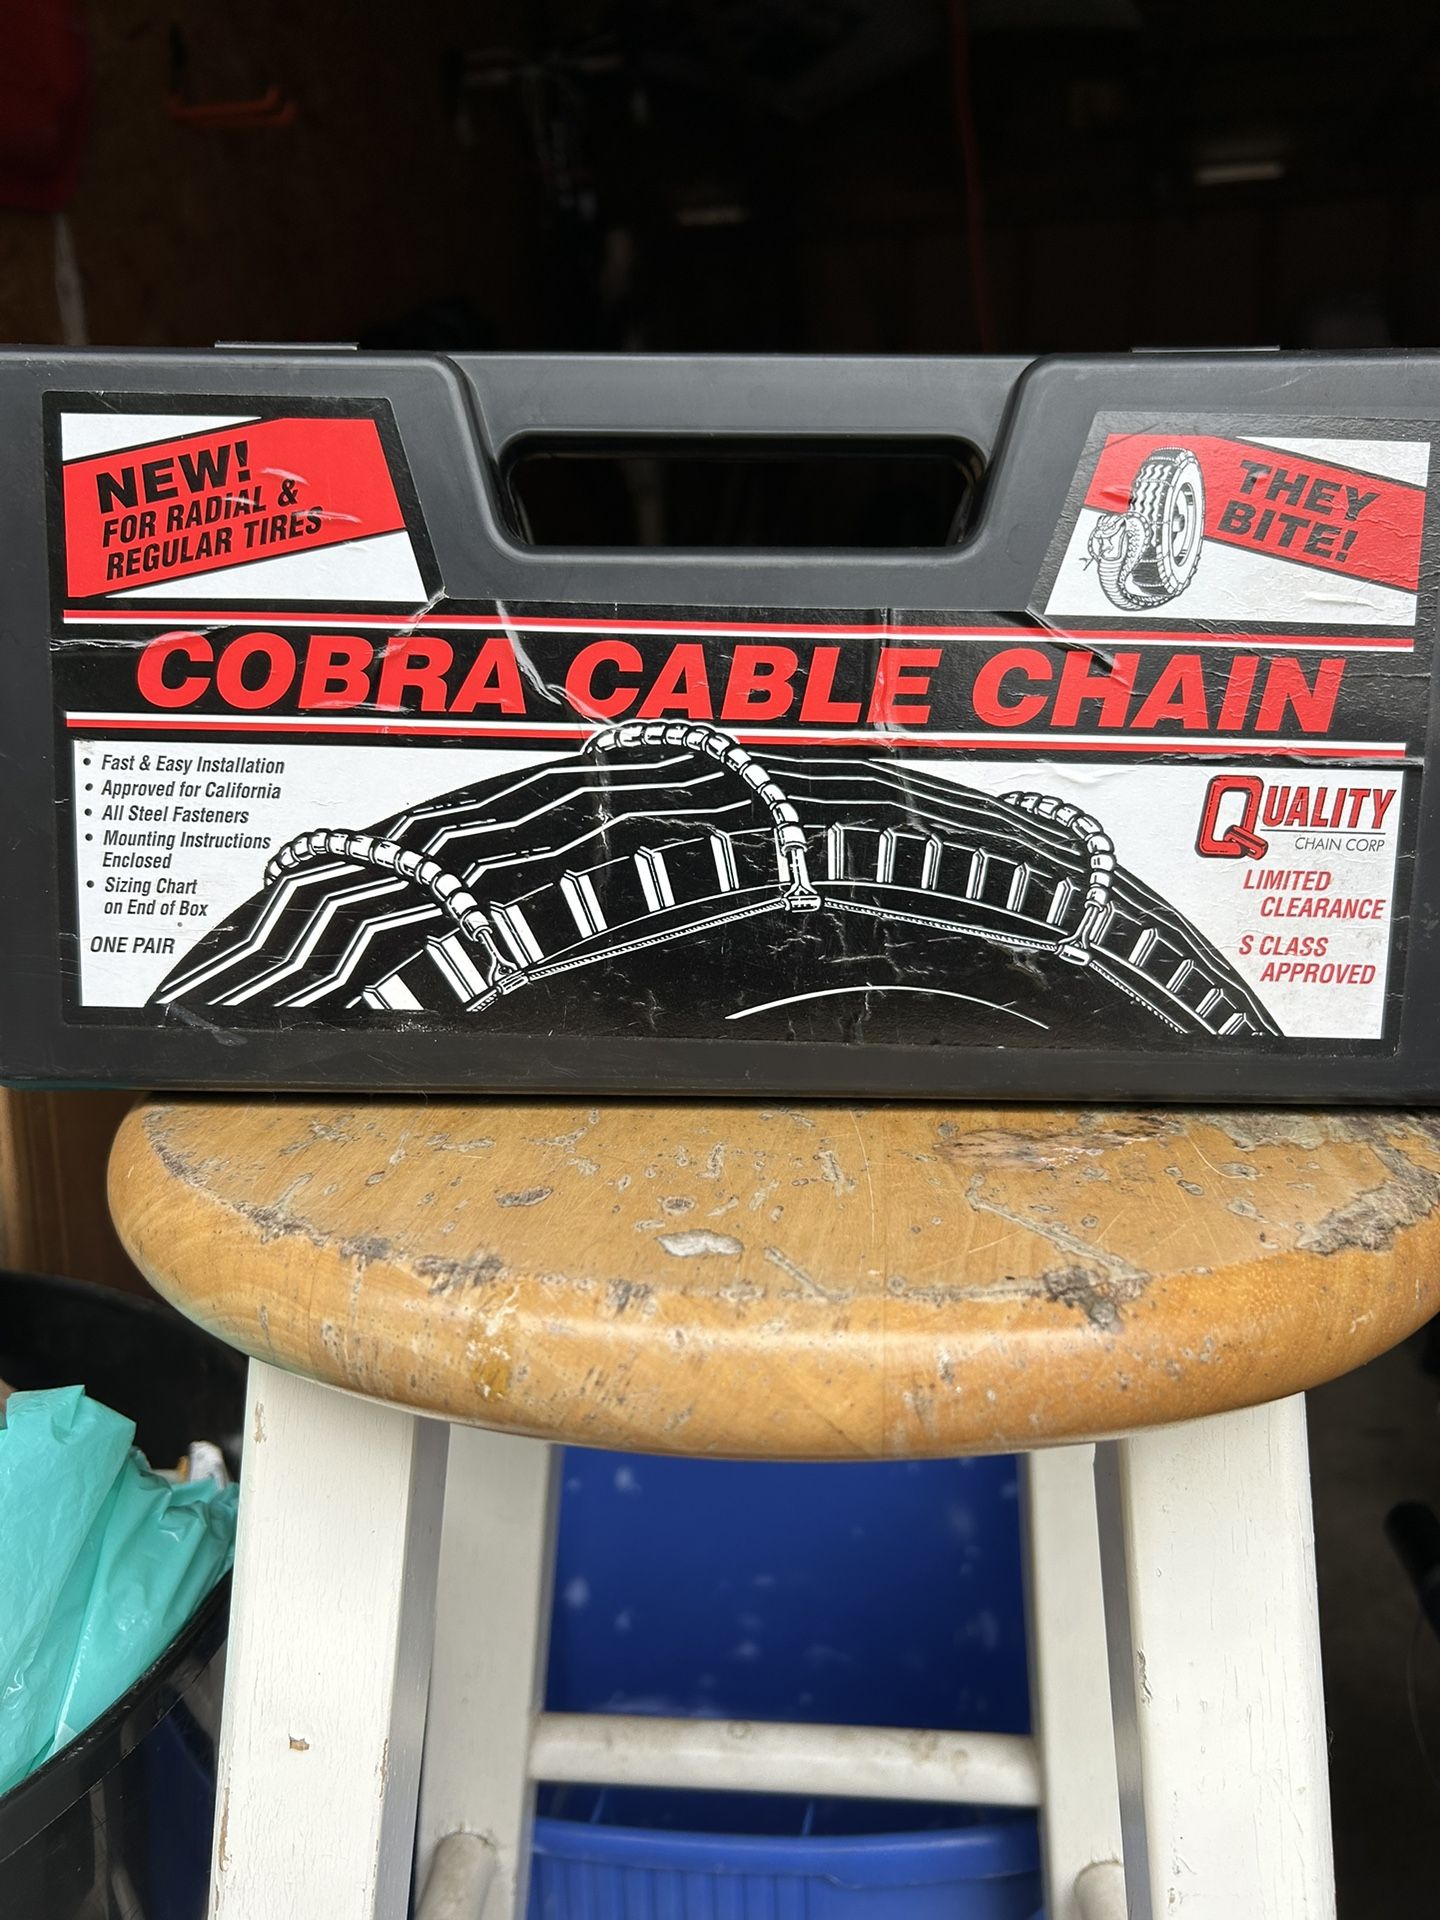 NEW!
FOR RADIAL &
REGULAR TIRES
THEY
BITE!
COBRA CABLE CHAIN
• Fast & Easy Installation
• Approved for California
• All Steel Fasteners
• Mounting Instructions
Enclosed
• Sizing Chart
on End of Box
ONE PAIR
QUALITY
CHAIN CORP
LIMITED
CLEARANCE
S CLASS
APPROVED